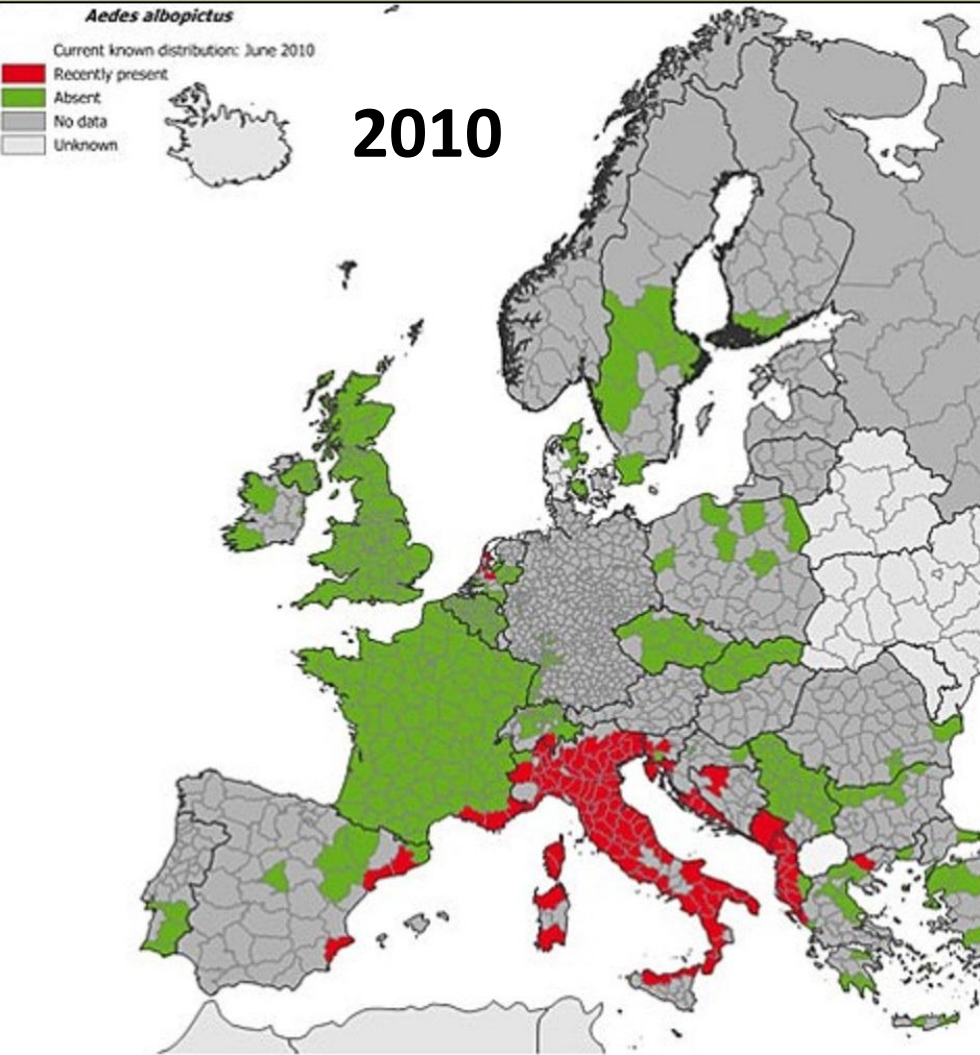 Aedes albopictus
Current known distribution: June 2010
Recently present
Absent
No data
Unknown
2010